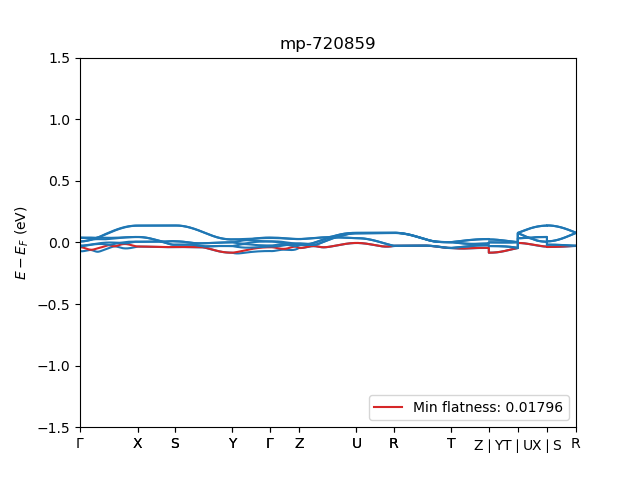 mp-720859
E − E_F (eV)
1.5
1.0
0.5
0.0
−0.5
−1.0
−1.5
Min flatness: 0.01796
Γ X S Y Γ Z U R T Z | YT | UX | S R